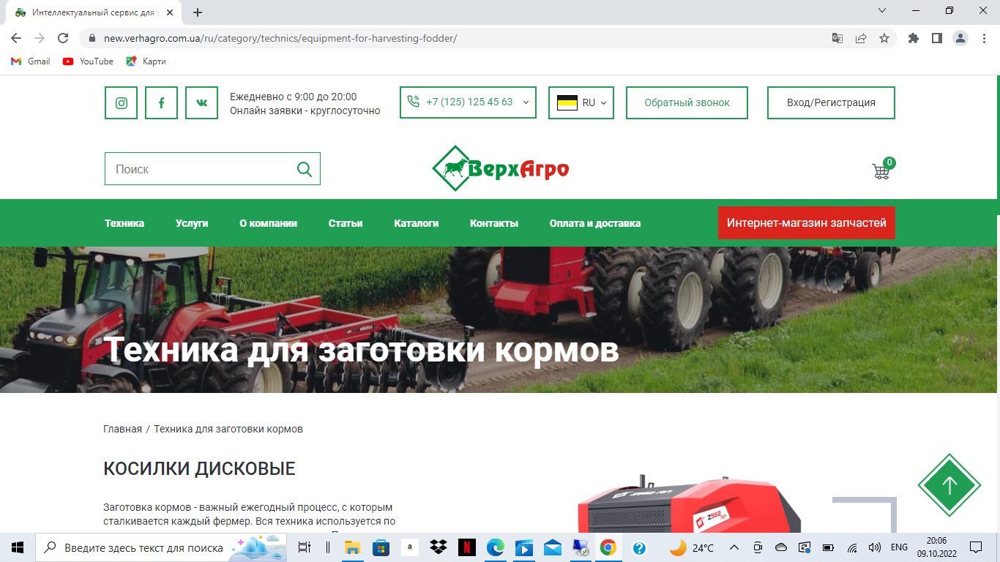 Интеллектуальный сервис для з
new.verhagro.com.ua/ru/category/technics/equipment-for-harvesting-fodder/
Gmail
YouTube
Карти
Ежедневно с 9:00 до 20:00
Онлайн заявки - круглосуточно
+7 (125) 125 45 63
RU
Обратный звонок
Вход/Регистрация
Поиск
ВерхАгро
0
Техника
Услуги
О компании
Статьи
Каталоги
Контакты
Оплата и доставка
Интернет-магазин запчастей
Техника для заготовки кормов
Главная / Техника для заготовки кормов
КОСИЛКИ ДИСКОВЫЕ
Заготовка кормов - важный ежегодный процесс, с которым
сталкивается каждый фермер. Вся техника используется по
Z562
Введите здесь текст для поиска
a
N
24°C
ENG
20:06
09.10.2022